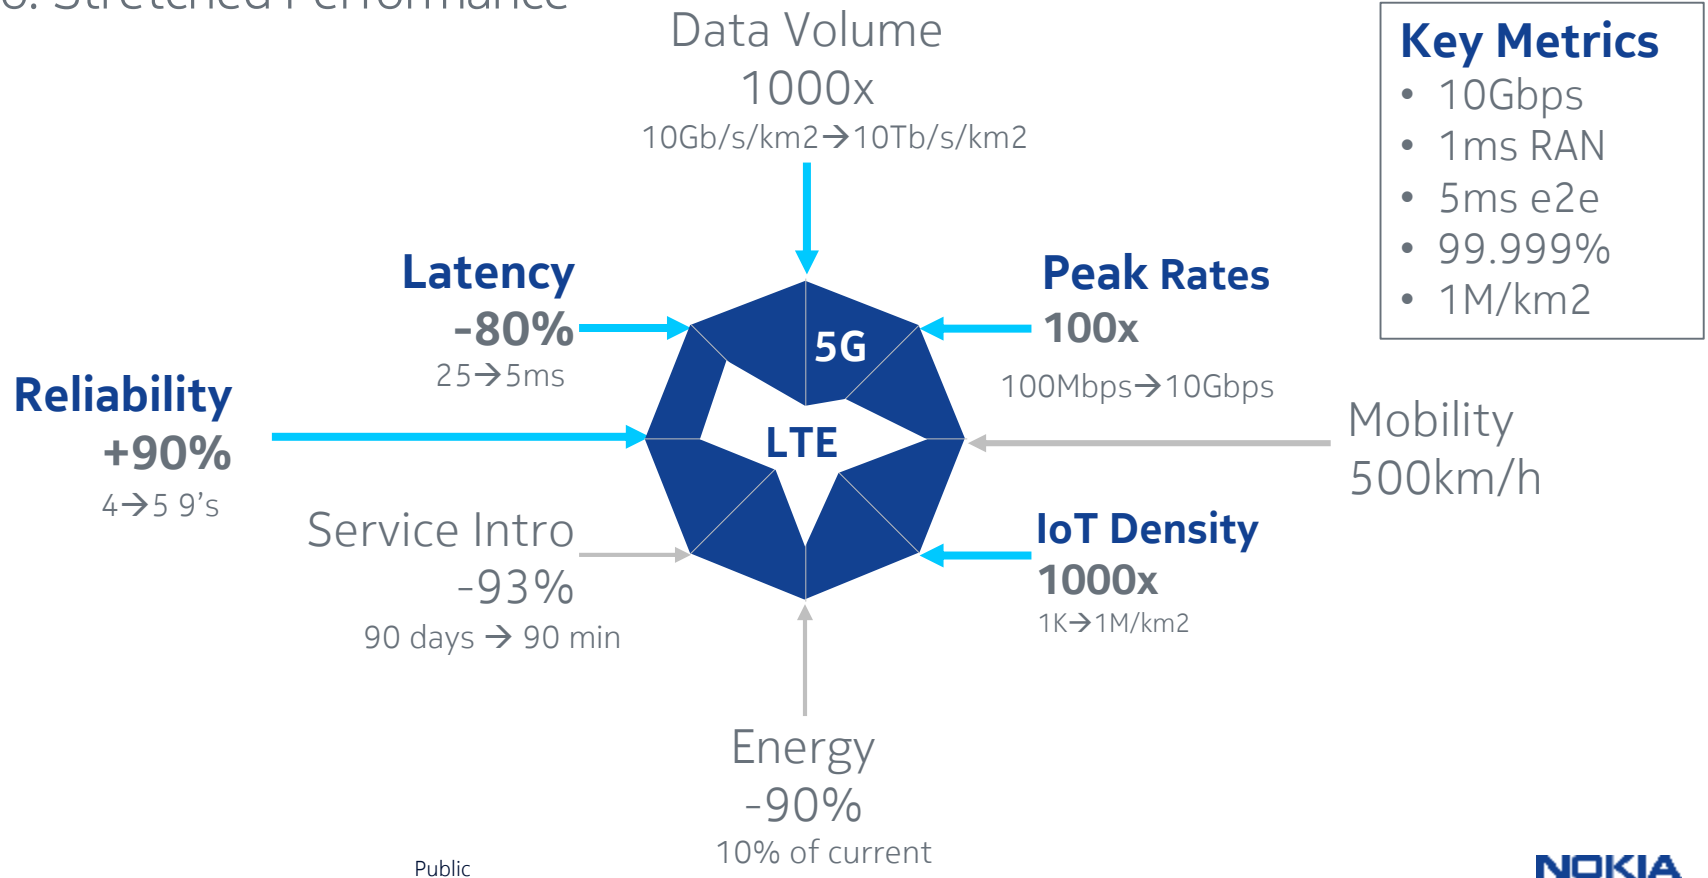 Stretched Performance
Data Volume
1000x
10Gb/s/km2→10Tb/s/km2
Key Metrics
• 10Gbps
• 1ms RAN
• 5ms e2e
• 99.999%
• 1M/km2
Latency
-80%
25→5ms
Peak Rates
100x
100Mbps→10Gbps
5G
LTE
Reliability
+90%
4→5 9's
Mobility
500km/h
Service Intro
-93%
90 days → 90 min
IoT Density
1000x
1K→1M/km2
Energy
-90%
10% of current
Public
NOKIA